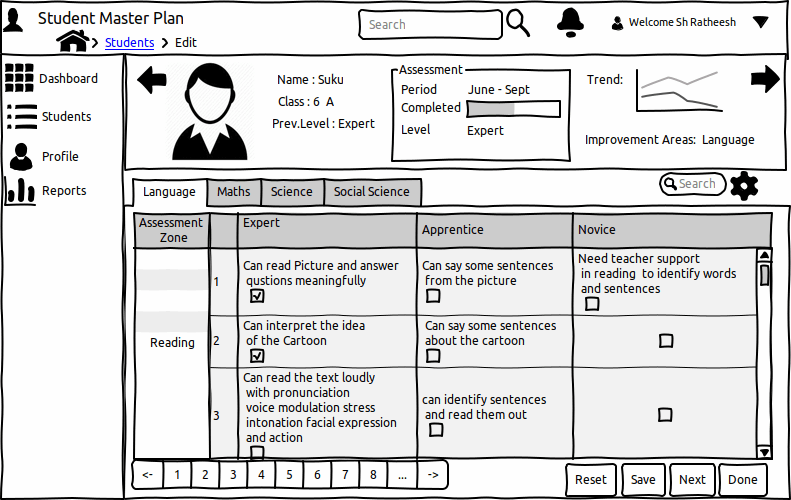 Student Master Plan
Search
Welcome Sh Ratheesh
Students
Edit
Dashboard
Students
Profile
Reports
Name : Suku
Class : 6 A
Prev.Level : Expert
Assessment
Period June - Sept
Completed
Level Expert
Trend:
Improvement Areas: Language
Language Maths Science Social Science
Search
Assessment
Zone
Expert
Apprentice
Novice
Reading
1
Can read Picture and answer
qustions meaningfully
Can say some sentences
from the picture
Need teacher support
in reading to identify words
and sentences
2
Can interpret the idea
of the Cartoon
Can say some sentences
about the cartoon
3
Can read the text loudly
with pronunciation
voice modulation stress
intonation facial expression
and action
can identify sentences
and read them out
<- 1 2 3 4 5 6 7 8 ... ->
Reset Save Next Done